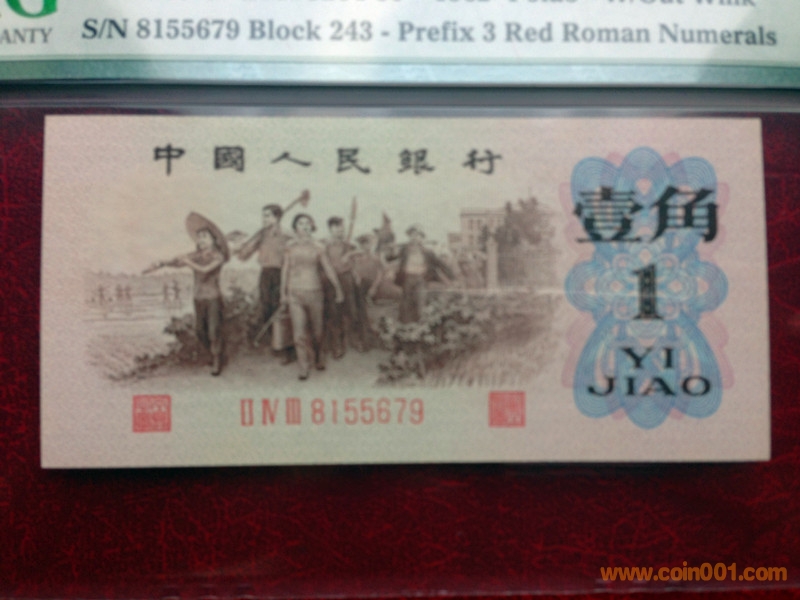 WARRANTY
S/N 8155679 Block 243 - Prefix 3 Red Roman Numerals
中國人民銀行
壹角
1
YI
JIAO
II IV III 8155679
www.coin001.com